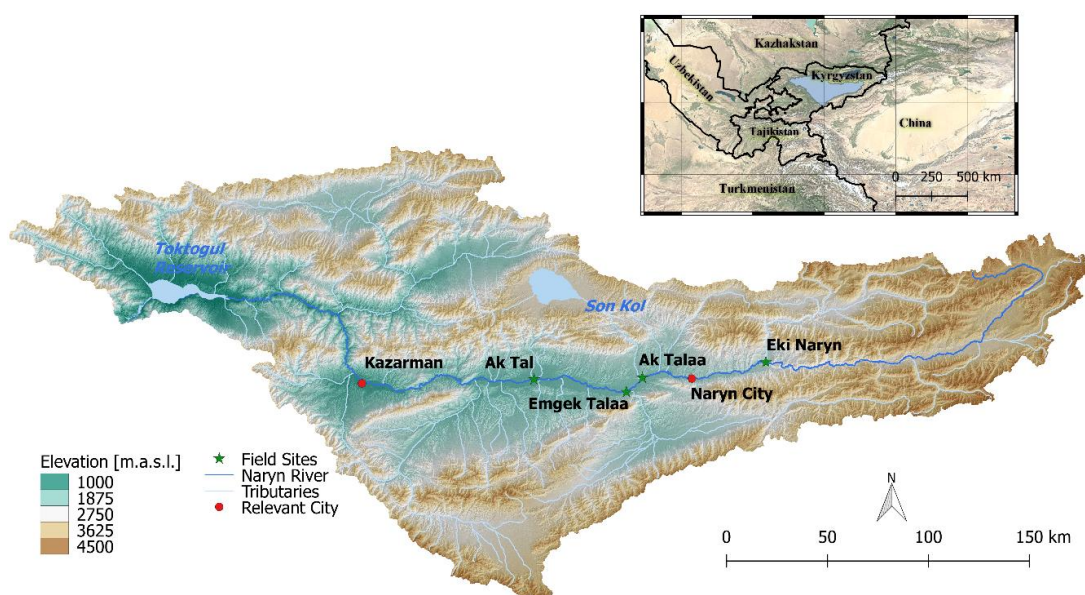 Kazhakstan
Kyrgyzstan
Uzbekistan
China
Tajikistan
Turkmenistan
0 250 500 km
Toktogul
Reservoir
Son Kol
Eki Naryn
Kazarman
Ak Tal
Ak Talaa
Emgek Talaa
Naryn City
Elevation [m.a.s.l.]
1000
1875
2750
3625
4500
Field Sites
Naryn River
Tributaries
Relevant City
N
0 50 100 150 km